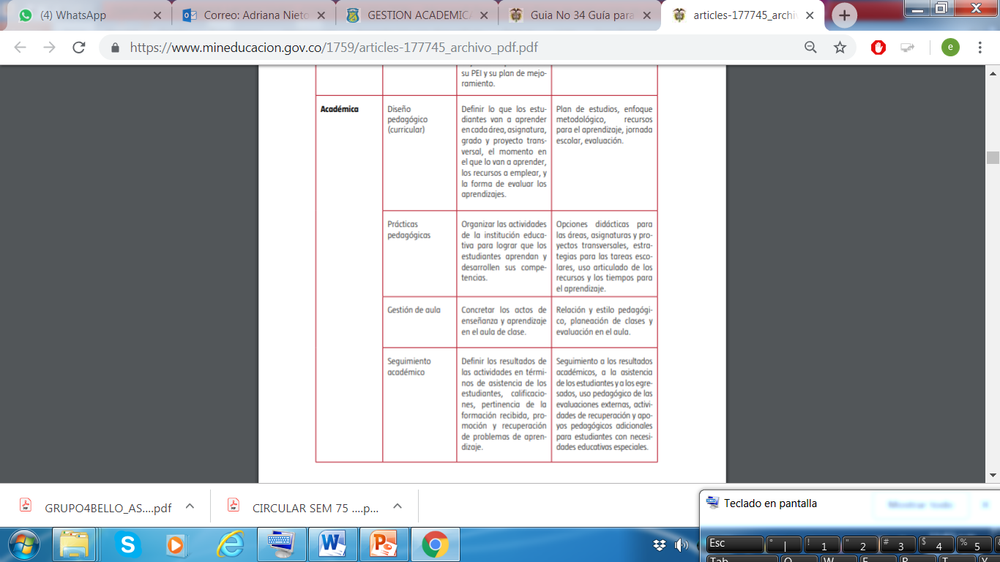 (4) WhatsApp
Correo: Adriana Nieto
GESTION ACADEMICA
Guia No 34 Guía para
articles-177745_archi
https://www.mineducacion.gov.co/1759/articles-177745_archivo_pdf.pdf
e
su PEI y su plan de mejo-
ramiento.
Académica
Diseño
pedagógico
(curricular)
Definir lo que los estu-
diantes van a aprender
en cada área, asignatura,
grado y proyecto trans-
versal, el momento en
el que lo van a aprender,
los recursos a emplear, y
la forma de evaluar los
aprendizajes.
Plan de estudios, enfoque
metodológico, recursos
para el aprendizaje, jornada
escolar, evaluación.
Prácticas
pedagógicas
Organizar las actividades
de la institución educa-
tiva para lograr que los
estudiantes aprendan y
desarrollen sus compe-
tencias.
Opciones didácticas para
las áreas, asignaturas y pro-
yectos transversales, estra-
tegias para las tareas esco-
lares, uso articulado de los
recursos y los tiempos para
el aprendizaje.
Gestión de aula
Concretar los actos de
enseñanza y aprendizaje
en el aula de clase.
Relación y estilo pedagógi-
co, planeación de clases y
evaluación en el aula.
Seguimiento
académico
Definir los resultados de
las actividades en térmi-
nos de asistencia de los
estudiantes, calificacio-
nes, pertinencia de la
formación recibida, pro-
moción y recuperación
de problemas de apren-
dizaje.
Seguimiento a los resultados
académicos, a la asistencia
de los estudiantes y a los egre-
sados, uso pedagógico de las
evaluaciones externas, activi-
dades de recuperación y apo-
yos pedagógicos adicionales
para estudiantes con necesi-
dades educativas especiales.
GRUPO4BELLO_AS....pdf
CIRCULAR SEM 75 ....p...
Teclado en pantalla
Mostrar todo
Esc ° | ! 1 " 2 # 3 $ 4 % 5
Tab Q W E R T Y